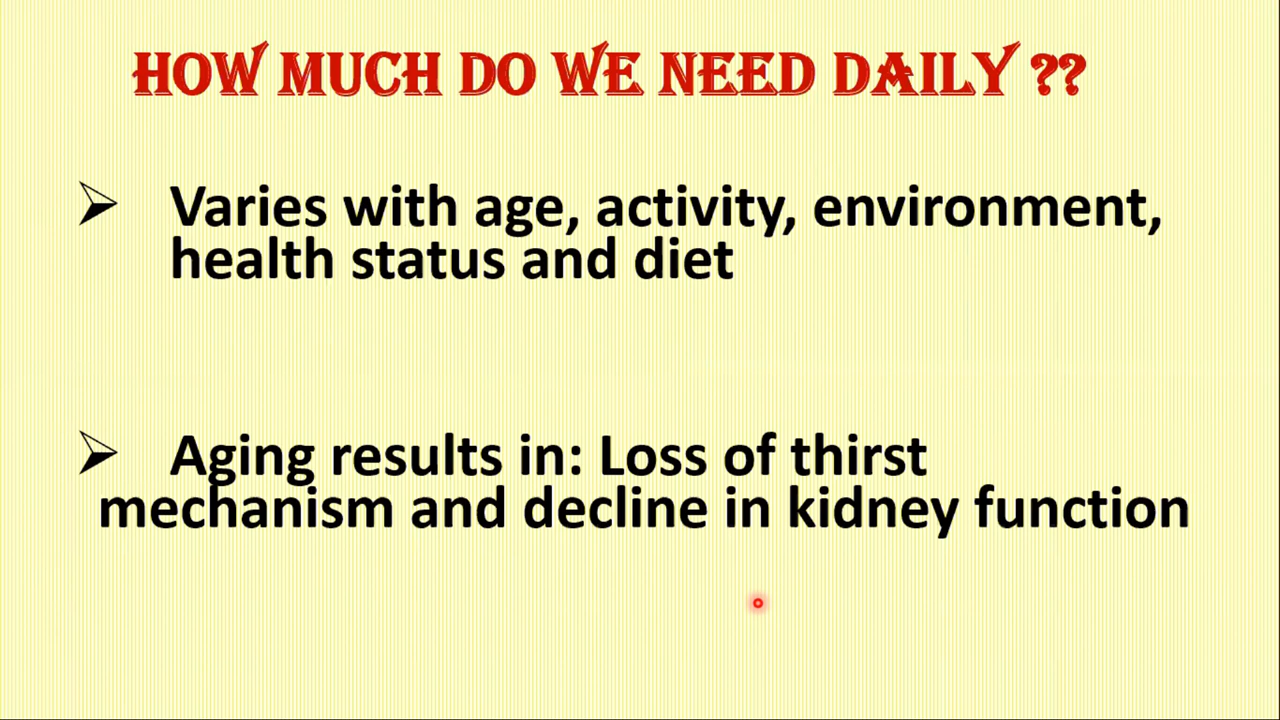 HOW MUCH DO WE NEED DAILY ??
➢ Varies with age, activity, environment,
health status and diet
➢ Aging results in: Loss of thirst
mechanism and decline in kidney function